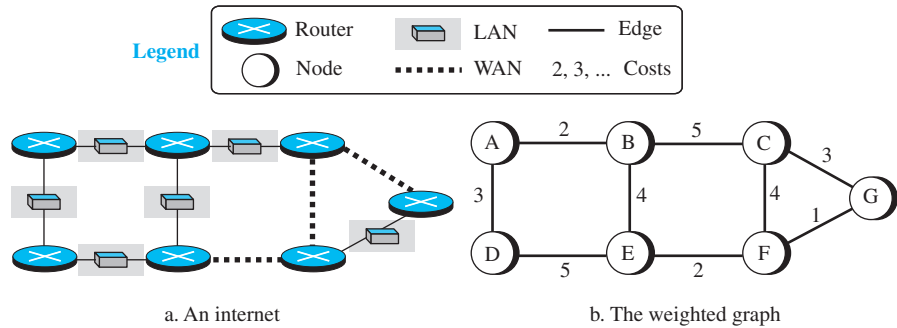 Legend
Router
LAN
Edge
Node
WAN
2, 3, ... Costs
A 2 B 5 C
3
3 4 4 G
1
D 5 E 2 F
a. An internet
b. The weighted graph